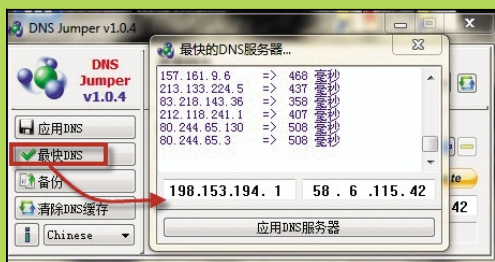 DNS Jumper v1.0.4
DNS
Jumper
v1.0.4
应用DNS
最快DNS
备份
清除DNS缓存
Chinese
最快的DNS服务器...
157.161.9.6 => 468 毫秒
213.133.224.5 => 437 毫秒
83.218.143.36 => 358 毫秒
212.118.241.1 => 407 毫秒
80.244.65.130 => 508 毫秒
80.244.65.3 => 508 毫秒
198.153.194. 1 58 . 6 .115.42
应用DNS服务器
te
42